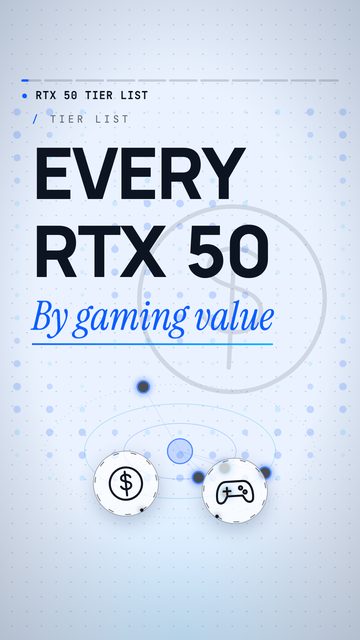 RTX 50 TIER LIST
/ TIER LIST
EVERY
RTX 50
By gaming value